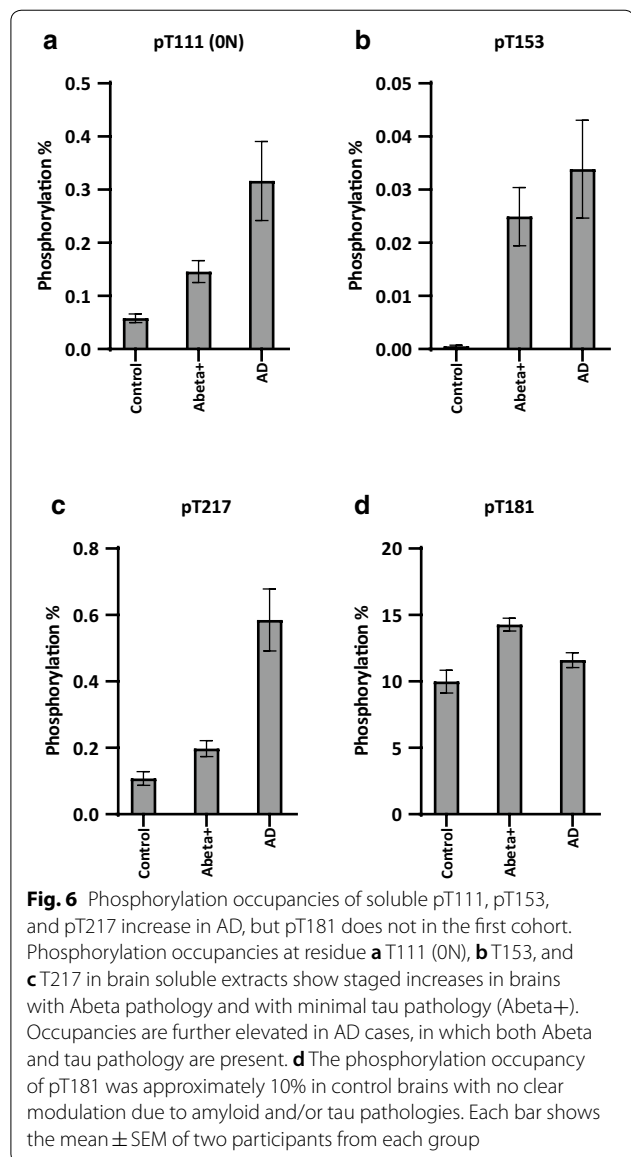 a
pT111 (0N)
Phosphorylation %
0.5
0.4
0.3
0.2
0.1
0.0
Control
Abeta+
AD
b
pT153
Phosphorylation %
0.05
0.04
0.03
0.02
0.01
0.00
Control
Abeta+
AD
c
pT217
Phosphorylation %
0.8
0.6
0.4
0.2
0.0
Control
Abeta+
AD
d
pT181
Phosphorylation %
20
15
10
5
0
Control
Abeta+
AD
Fig. 6 Phosphorylation occupancies of soluble pT111, pT153,
and pT217 increase in AD, but pT181 does not in the first cohort.
Phosphorylation occupancies at residue a T111 (0N), b T153, and
c T217 in brain soluble extracts show staged increases in brains
with Abeta pathology and with minimal tau pathology (Abeta+).
Occupancies are further elevated in AD cases, in which both Abeta
and tau pathology are present. d The phosphorylation occupancy
of pT181 was approximately 10% in control brains with no clear
modulation due to amyloid and/or tau pathologies. Each bar shows
the mean ± SEM of two participants from each group